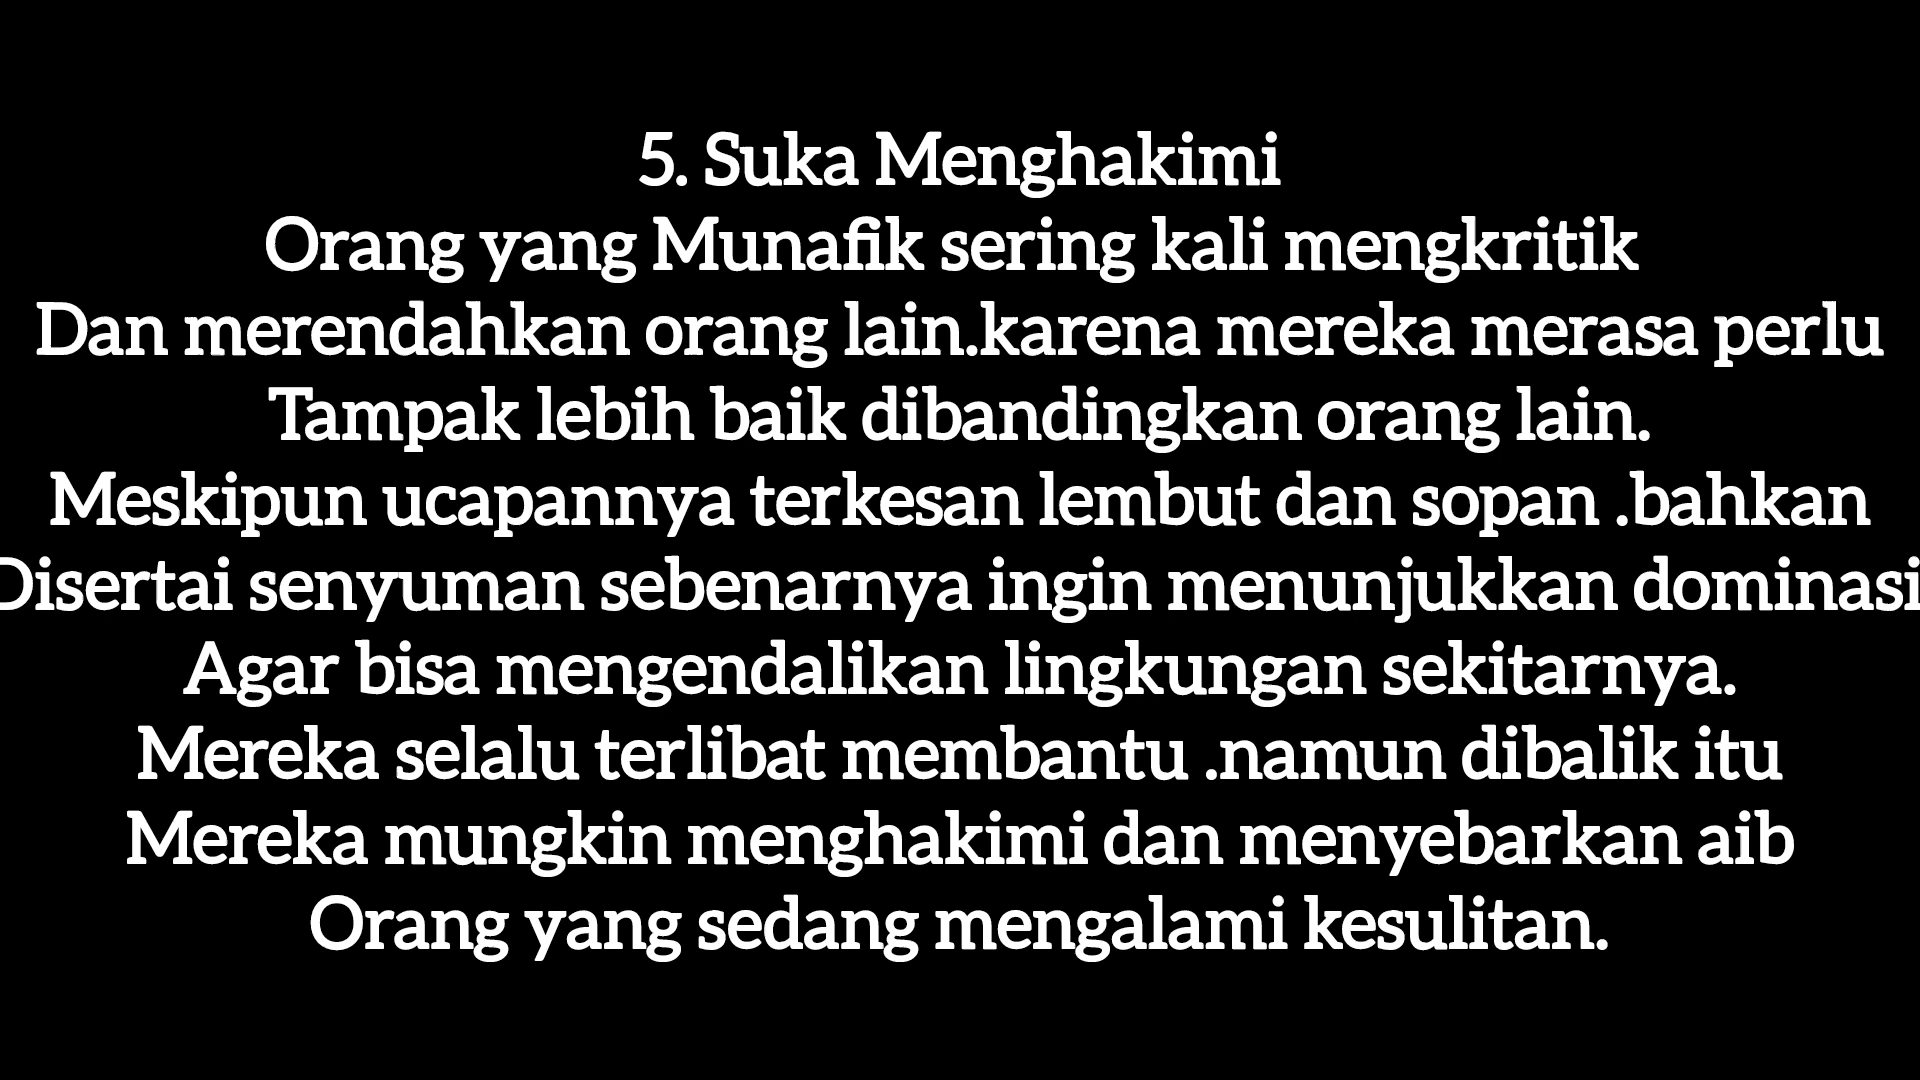 5. Suka Menghakimi
Orang yang Munafik sering kali mengkritik
Dan merendahkan orang lain.karena mereka merasa perlu
Tampak lebih baik dibandingkan orang lain.
Meskipun ucapannya terkesan lembut dan sopan .bahkan
Disertai senyuman sebenarnya ingin menunjukkan dominasi
Agar bisa mengendalikan lingkungan sekitarnya.
Mereka selalu terlibat membantu .namun dibalik itu
Mereka mungkin menghakimi dan menyebarkan aib
Orang yang sedang mengalami kesulitan.